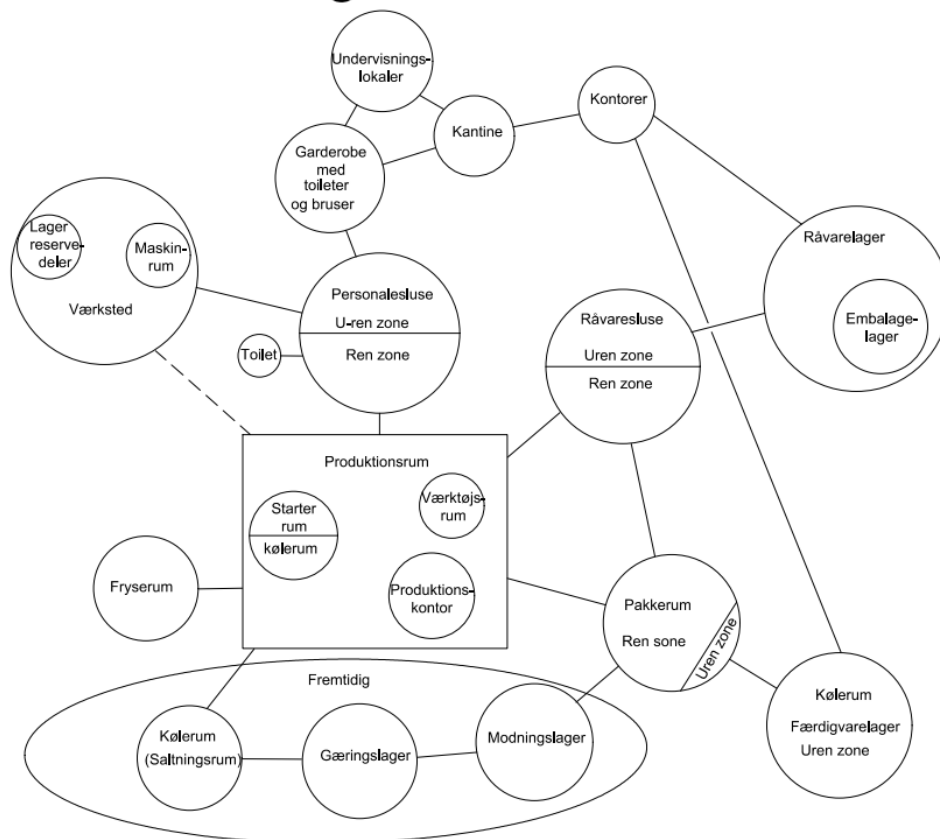 g
Undervisnings-
lokaler
Kontorer
Kantine
Garderobe
med
toileter
og bruser
Lager
reserve-
deler
Maskin-
rum
Værksted
Råvarelager
Embalage-
lager
Personalesluse
U-ren zone
Ren zone
Toilet
Råvaresluse
Uren zone
Ren zone
Produktionsrum
Starter
rum
kølerum
Værktøjs-
rum
Produktions-
kontor
Fryserum
Pakkerum
Ren sone
Uren zone
Kølerum
Færdigvarelager
Uren zone
Fremtidig
Kølerum
(Saltningsrum)
Gæringslager
Modningslager